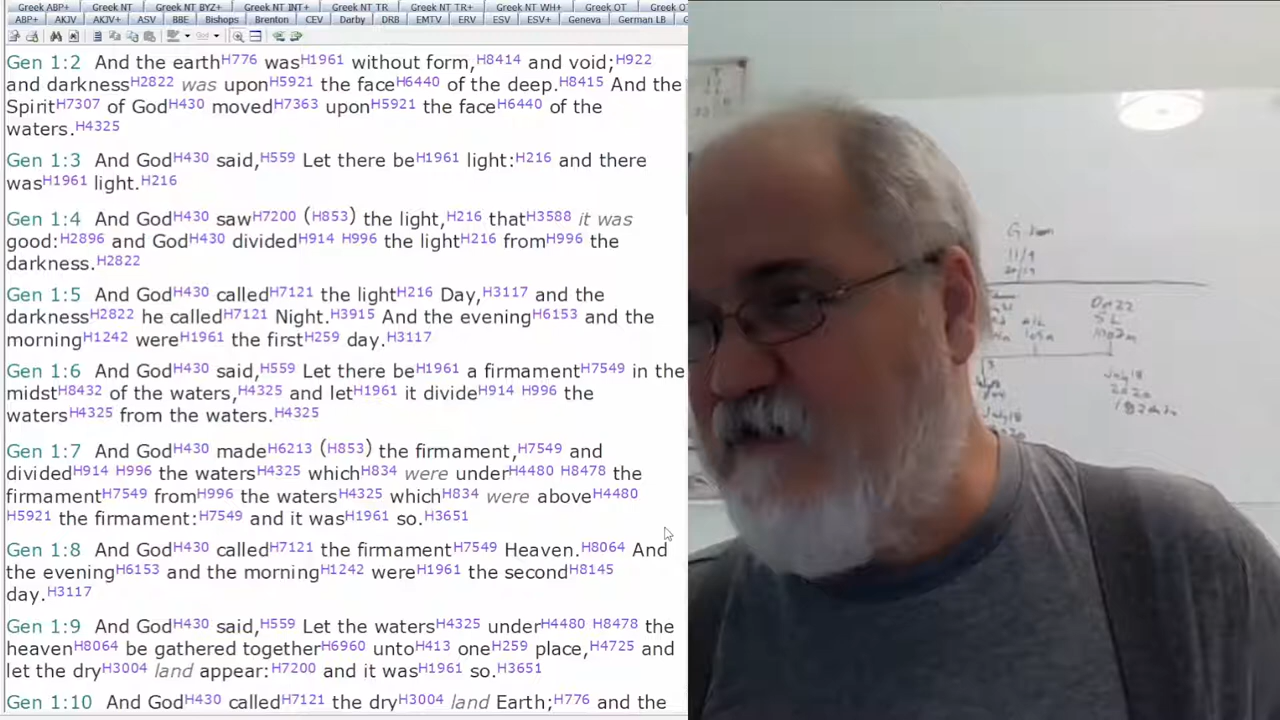 Greek ABP+ Greek NT Greek NT BYZ+ Greek NT INT+ Greek NT TR Greek NT TR+ Greek NT WH+ Greek OT Greek O
ABP+ AKJV AKJV+ ASV BBE Bishops Brenton CEV Darby DRB EMTV ERV ESV ESV+ Geneva German LB
Gen 1:2 And the earthH776 wasH1961 without form,H8414 and void;H922
and darknessH2822 was uponH5921 the faceH6440 of the deep.H8415 And the
SpiritH7307 of GodH430 movedH7363 uponH5921 the faceH6440 of the
waters.H4325
Gen 1:3 And GodH430 said,H559 Let there beH1961 light:H216 and there
wasH1961 light.H216
Gen 1:4 And GodH430 sawH7200 (H853) the light,H216 thatH3588 it was
good:H2896 and GodH430 dividedH914 H996 the lightH216 fromH996 the
darkness.H2822
Gen 1:5 And GodH430 calledH7121 the lightH216 Day,H3117 and the
darknessH2822 he calledH7121 Night.H3915 And the eveningH6153 and the
morningH1242 wereH1961 the firstH259 day.H3117
Gen 1:6 And GodH430 said,H559 Let there beH1961 a firmamentH7549 in the
midstH8432 of the waters,H4325 and letH1961 it divideH914 H996 the
watersH4325 from the waters.H4325
Gen 1:7 And GodH430 madeH6213 (H853) the firmament,H7549 and
dividedH914 H996 the watersH4325 whichH834 were underH4480 H8478 the
firmamentH7549 fromH996 the watersH4325 whichH834 were aboveH4480
H5921 the firmament:H7549 and it wasH1961 so.H3651
Gen 1:8 And GodH430 calledH7121 the firmamentH7549 Heaven.H8064 And
the eveningH6153 and the morningH1242 wereH1961 the secondH8145
day.H3117
Gen 1:9 And GodH430 said,H559 Let the watersH4325 underH4480 H8478 the
heavenH8064 be gathered togetherH6960 untoH413 oneH259 place,H4725 and
let the dryH3004 land appear:H7200 and it wasH1961 so.H3651
Gen 1:10 And GodH430 calledH7121 the dryH3004 land Earth;H776 and the
11/9
July 18
July 18